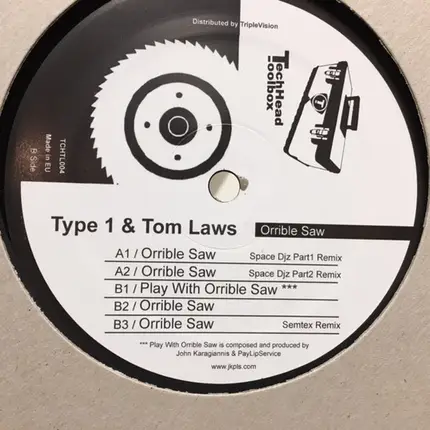 Distributed by TripleVision
TechHead
Toolbox
T
TCHTL004
Made in EU
B Side
Type 1 & Tom Laws Orrible Saw
A1 / Orrible Saw Space Djz Part1 Remix
A2 / Orrible Saw Space Djz Part2 Remix
B1 / Play With Orrible Saw ***
B2 / Orrible Saw
B3 / Orrible Saw Semtex Remix
*** Play With Orrble Saw is composed and produced by
John Karagiannis & PayLipService
www.jkpls.com